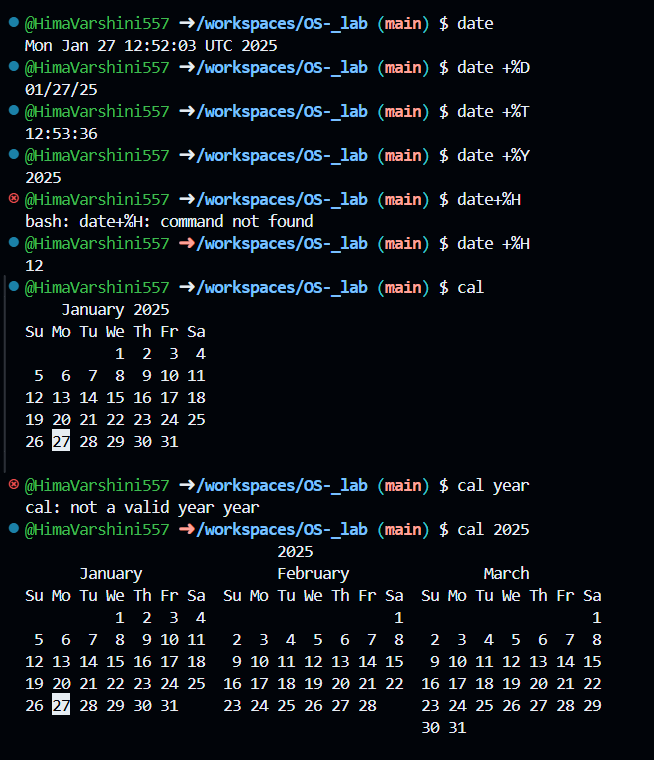 @HimaVarshini557 ➜/workspaces/OS-_lab (main) $ date
Mon Jan 27 12:52:03 UTC 2025
@HimaVarshini557 ➜/workspaces/OS-_lab (main) $ date +%D
01/27/25
@HimaVarshini557 ➜/workspaces/OS-_lab (main) $ date +%T
12:53:36
@HimaVarshini557 ➜/workspaces/OS-_lab (main) $ date +%Y
2025
@HimaVarshini557 ➜/workspaces/OS-_lab (main) $ date+%H
bash: date+%H: command not found
@HimaVarshini557 ➜/workspaces/OS-_lab (main) $ date +%H
12
@HimaVarshini557 ➜/workspaces/OS-_lab (main) $ cal
    January 2025
Su Mo Tu We Th Fr Sa
          1  2  3  4
 5  6  7  8  9 10 11
12 13 14 15 16 17 18
19 20 21 22 23 24 25
26 27 28 29 30 31
@HimaVarshini557 ➜/workspaces/OS-_lab (main) $ cal year
cal: not a valid year year
@HimaVarshini557 ➜/workspaces/OS-_lab (main) $ cal 2025
                            2025
      January               February               March
Su Mo Tu We Th Fr Sa  Su Mo Tu We Th Fr Sa  Su Mo Tu We Th Fr Sa
          1  2  3  4                     1                     1
 5  6  7  8  9 10 11   2  3  4  5  6  7  8   2  3  4  5  6  7  8
12 13 14 15 16 17 18   9 10 11 12 13 14 15   9 10 11 12 13 14 15
19 20 21 22 23 24 25  16 17 18 19 20 21 22  16 17 18 19 20 21 22
26 27 28 29 30 31     23 24 25 26 27 28     23 24 25 26 27 28 29
                                            30 31